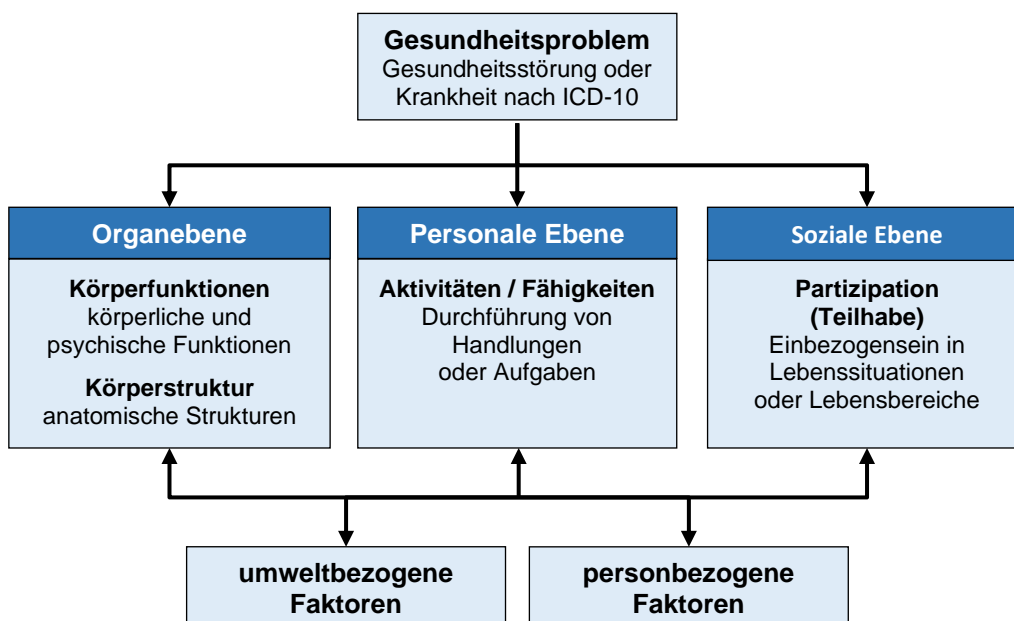 Gesundheitsproblem
Gesundheitsstörung oder
Krankheit nach ICD-10
Organebene
Körperfunktionen
körperliche und
psychische Funktionen
Körperstruktur
anatomische Strukturen
Personale Ebene
Aktivitäten / Fähigkeiten
Durchführung von
Handlungen
oder Aufgaben
Soziale Ebene
Partizipation
(Teilhabe)
Einbezogensein in
Lebenssituationen
oder Lebensbereiche
umweltbezogene
Faktoren
personbezogene
Faktoren